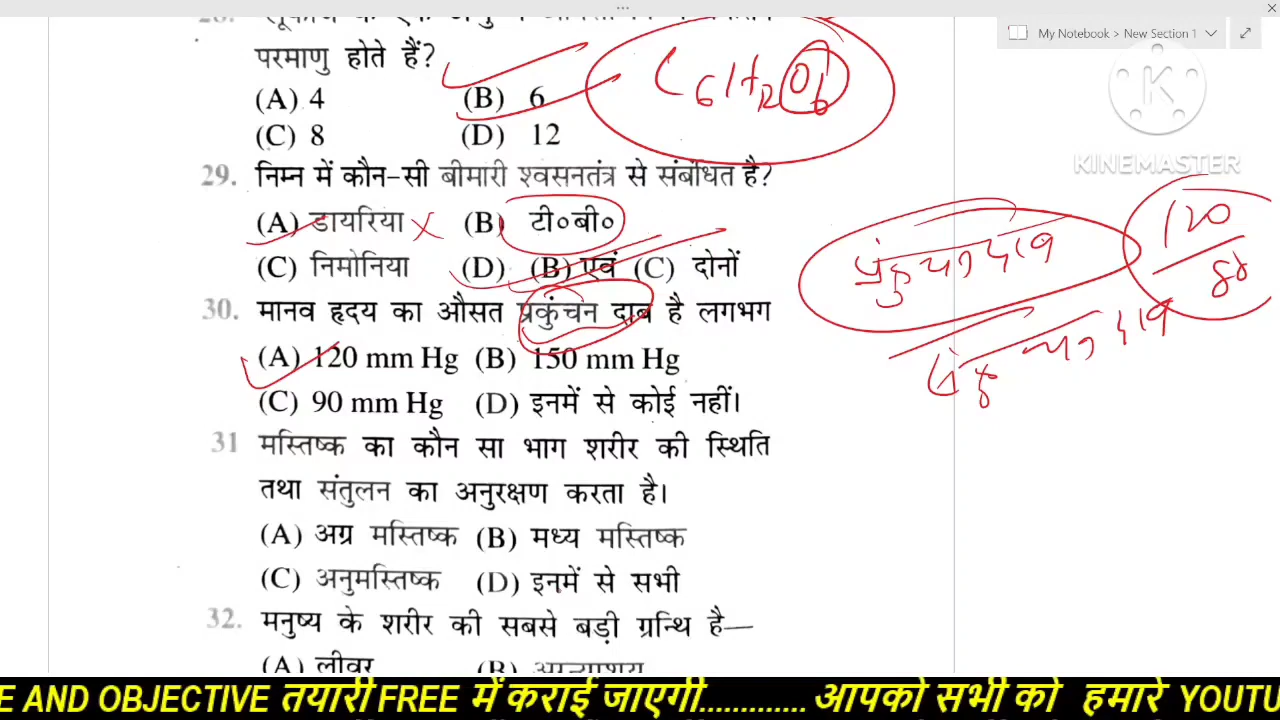 My Notebook > New Section 1
KINEMASTER
परमाणु होते हैं?
(A) 4 (B) 6
(C) 8 (D) 12
C6H12O6
29. निम्न में कौन-सी बीमारी श्वसनतंत्र से संबंधित है?
(A) डायरिया (B) टी०बी०
(C) निमोनिया (D) (B) एवं (C) दोनों
120
80
30. मानव हृदय का औसत प्रकुंचन दाब है लगभग
(A) 120 mm Hg (B) 150 mm Hg
(C) 90 mm Hg (D) इनमें से कोई नहीं।
31 मस्तिष्क का कौन सा भाग शरीर की स्थिति
तथा संतुलन का अनुरक्षण करता है।
(A) अग्र मस्तिष्क (B) मध्य मस्तिष्क
(C) अनुमस्तिष्क (D) इनमें से सभी
32. मनुष्य के शरीर की सबसे बड़ी ग्रन्थि है—
(A) लीवर (B) अग्न्याशय
E AND OBJECTIVE तयारी FREE में कराई जाएगी............. आपको सभी को हमारे YOUTU